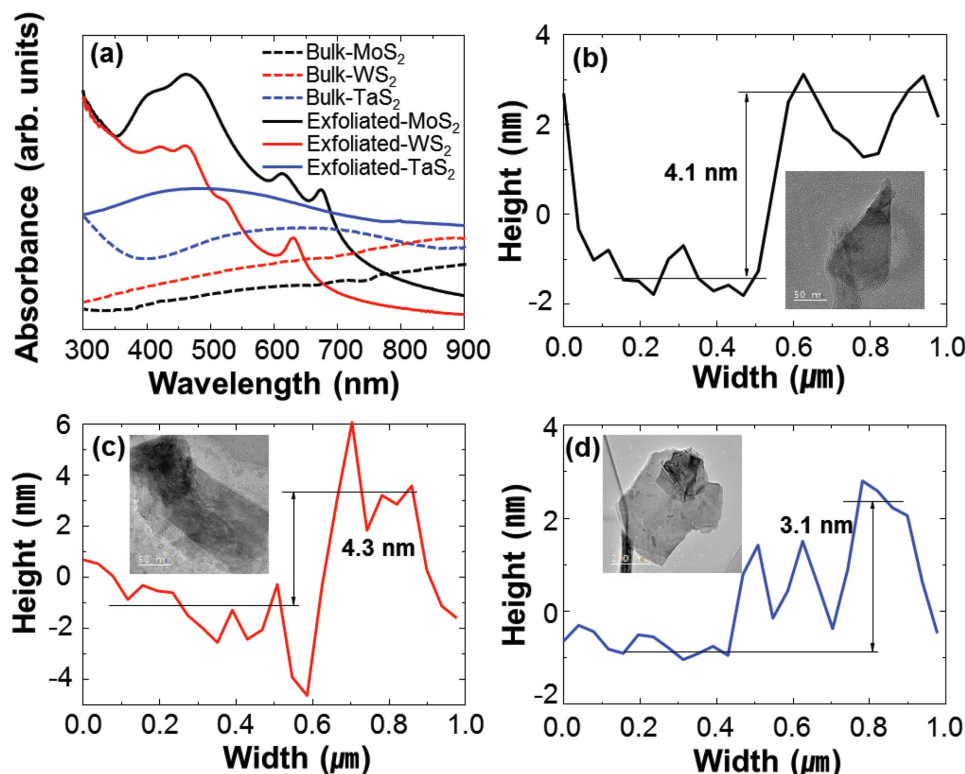 (a)
Bulk-MoS₂
Bulk-WS₂
Bulk-TaS₂
Exfoliated-MoS₂
Exfoliated-WS₂
Exfoliated-TaS₂
Absorbance (arb. units)
300 400 500 600 700 800 900
Wavelength (nm)
(b)
4
2
0
-2
Height (nm)
4.1 nm
50 nm
0.0 0.2 0.4 0.6 0.8 1.0
Width (µm)
(c)
6
4
2
0
-2
-4
Height (nm)
50 nm
4.3 nm
0.0 0.2 0.4 0.6 0.8 1.0
Width (µm)
(d)
4
2
0
-2
Height (nm)
3.1 nm
0.0 0.2 0.4 0.6 0.8 1.0
Width (µm)